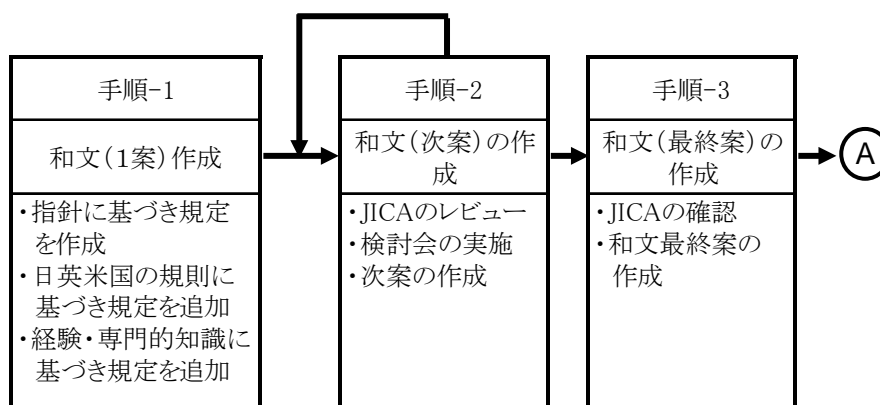 手順-1
和文(1案)作成
・指針に基づき規定
を作成
・日英米国の規則に
基づき規定を追加
・経験・専門的知識に
基づき規定を追加
手順-2
和文(次案)の作
成
・JICAのレビュー
・検討会の実施
・次案の作成
手順-3
和文(最終案)の
作成
・JICAの確認
・和文最終案の
作成
A